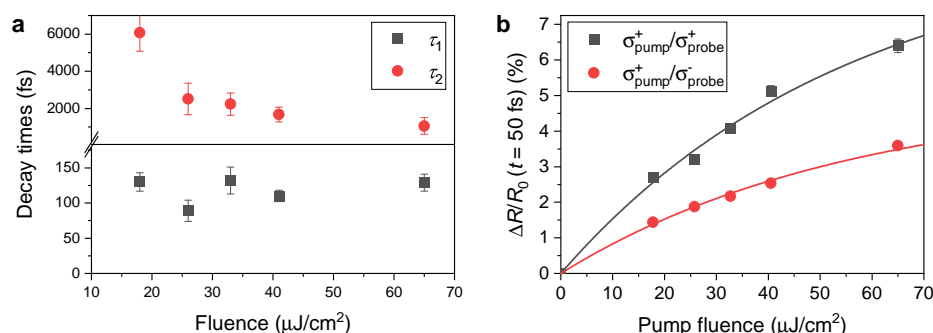 a
6000
4000
2000
150
100
50
0
10 20 30 40 50 60 70
Decay times (fs)
Fluence (μJ/cm²)
τ₁
τ₂
b
7
6
5
4
3
2
1
0
0 10 20 30 40 50 60 70
ΔR/R₀ (t = 50 fs) (%)
Pump fluence (μJ/cm²)
σ⁺pump/σ⁺probe
σ⁺pump/σ⁻probe